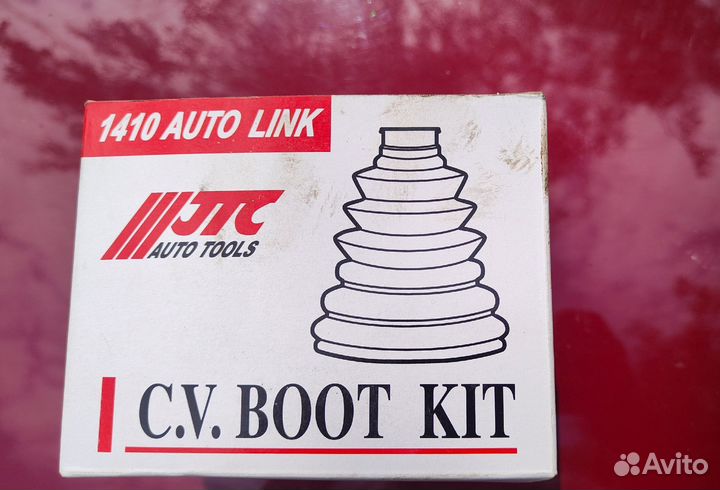 1410 AUTO LINK
JTC
AUTO TOOLS
C.V. BOOT KIT
Avito